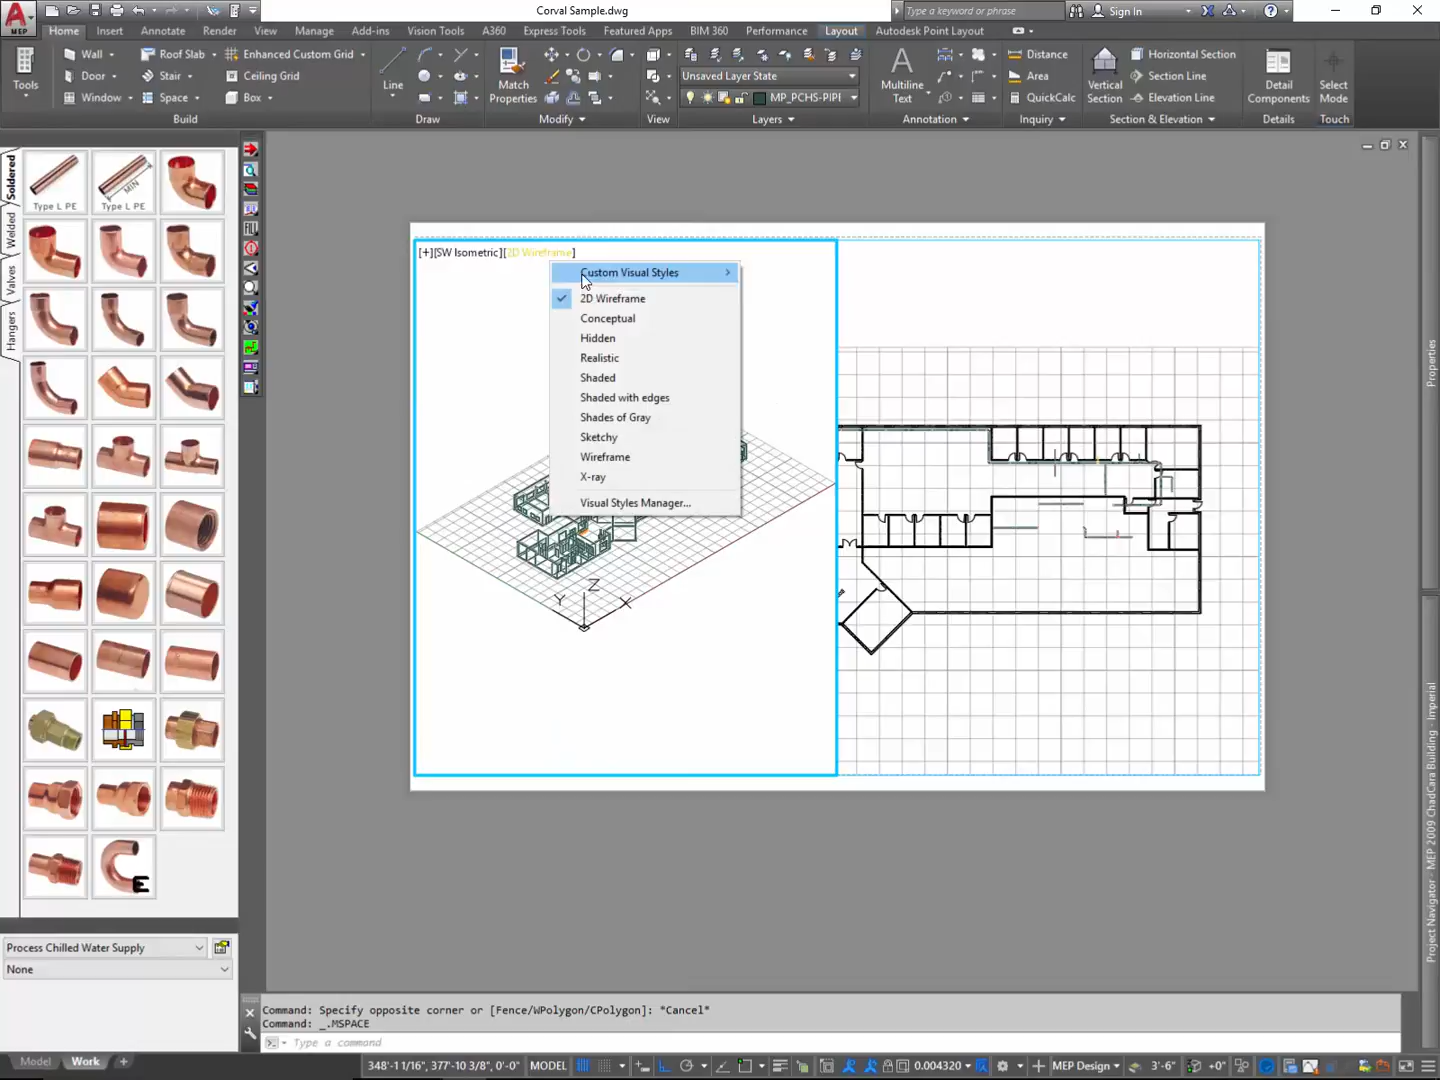 Corval Sample.dwg
Type a keyword or phrase
Sign In
MEP
Home Insert Annotate Render View Manage Add-ins Vision Tools A360 Express Tools Featured Apps BIM 360 Performance Layout Autodesk Point Layout
Wall Roof Slab Enhanced Custom Grid
Door Stair Ceiling Grid
Window Space Box
Tools
Build
Line
Draw
Match
Properties
Modify
View
Unsaved Layer State
MP_PCHS-PIPI
Layers
Multiline
Text
Annotation
Distance
Area
QuickCalc
Inquiry
Vertical
Section
Horizontal Section
Section Line
Elevation Line
Section & Elevation
Detail
Components
Details
Select
Mode
Touch
Soldered
Welded
Valves
Hangers
Type L PE
MIN
Type L PE
E
[+][SW Isometric][2D Wireframe]
Custom Visual Styles
2D Wireframe
Conceptual
Hidden
Realistic
Shaded
Shaded with edges
Shades of Gray
Sketchy
Wireframe
X-ray
Visual Styles Manager...
Z
Y X
Properties
Project Navigator - MEP 2009 ChadCara Building - Imperial
Process Chilled Water Supply
None
Command: Specify opposite corner or [Fence/WPolygon/CPolygon]: *Cancel*
Command: _.MSPACE
Type a command
Model Work +
348'-1 1/16", 377'-10 3/8", 0'-0" MODEL 0.004320 MEP Design 3'-6" +0"